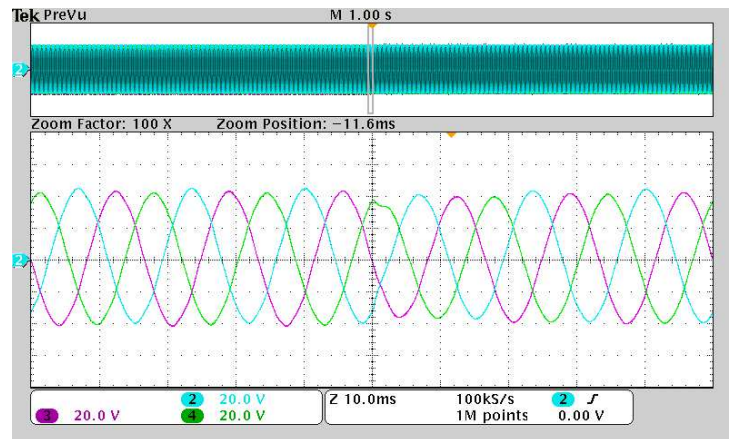 Tek PreVu M 1.00 s
2
Zoom Factor: 100 X Zoom Position: −11.6ms
2
2 20.0 V Z 10.0ms 100kS/s 2
3 20.0 V 4 20.0 V 1M points 0.00 V